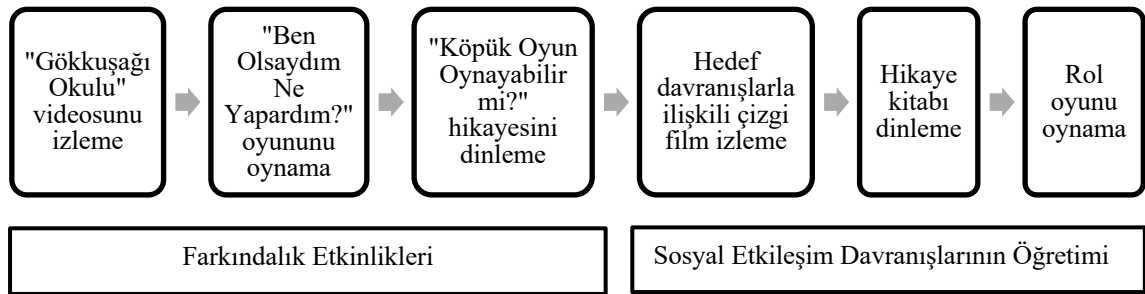 "Gökkuşağı
Okulu"
videosunu
izleme
"Ben
Olsaydım
Ne
Yapardım?"
oyununu
oynama
"Köpük Oyun
Oynayabilir
mi?"
hikayesini
dinleme
Hedef
davranışlarla
ilişkili çizgi
film izleme
Hikaye
kitabı
dinleme
Rol
oyunu
oynama
Farkındalık Etkinlikleri
Sosyal Etkileşim Davranışlarının Öğretimi